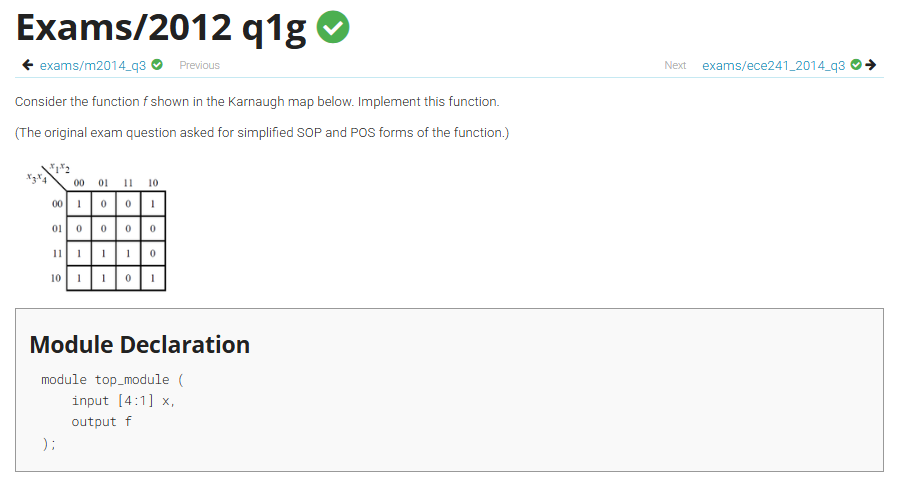 Exams/2012 q1g
exams/m2014_q3 Previous
Next exams/ece241_2014_q3
Consider the function f shown in the Karnaugh map below. Implement this function.
(The original exam question asked for simplified SOP and POS forms of the function.)
x1x2
x3x4
00 01 11 10
00 1 0 0 1
01 0 0 0 0
11 1 1 1 0
10 1 1 0 1
Module Declaration
module top_module (
input [4:1] x,
output f
);